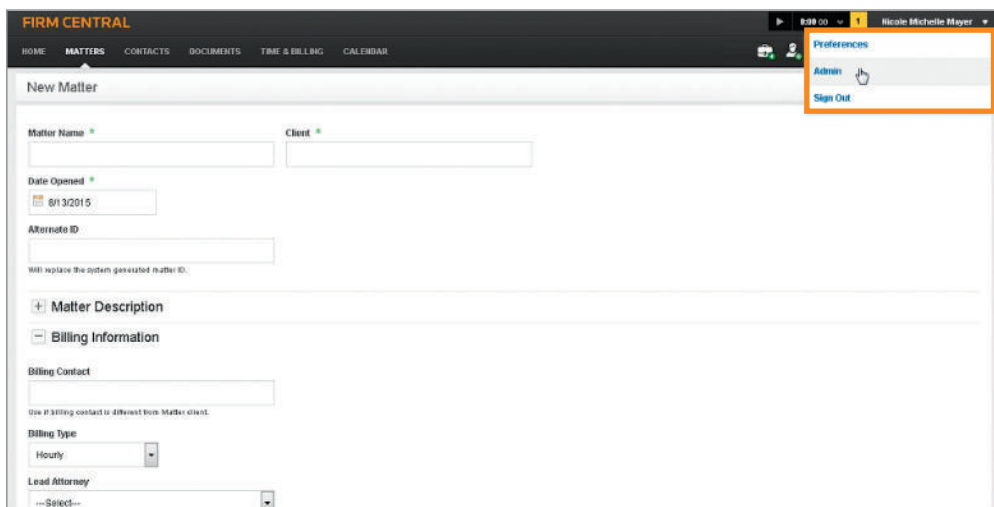 FIRM CENTRAL
0:00:00 1 Nicole Michelle Mayer
HOME MATTERS CONTACTS DOCUMENTS TIME & BILLING CALENDAR
Preferences
Admin
Sign Out
New Matter
Matter Name * Client *
Date Opened *
8/13/2015
Alternate ID
Will replace the system generated matter ID.
+ Matter Description
− Billing Information
Billing Contact
Use if billing contact is different from Matter client.
Billing Type
Hourly
Lead Attorney
---Select---